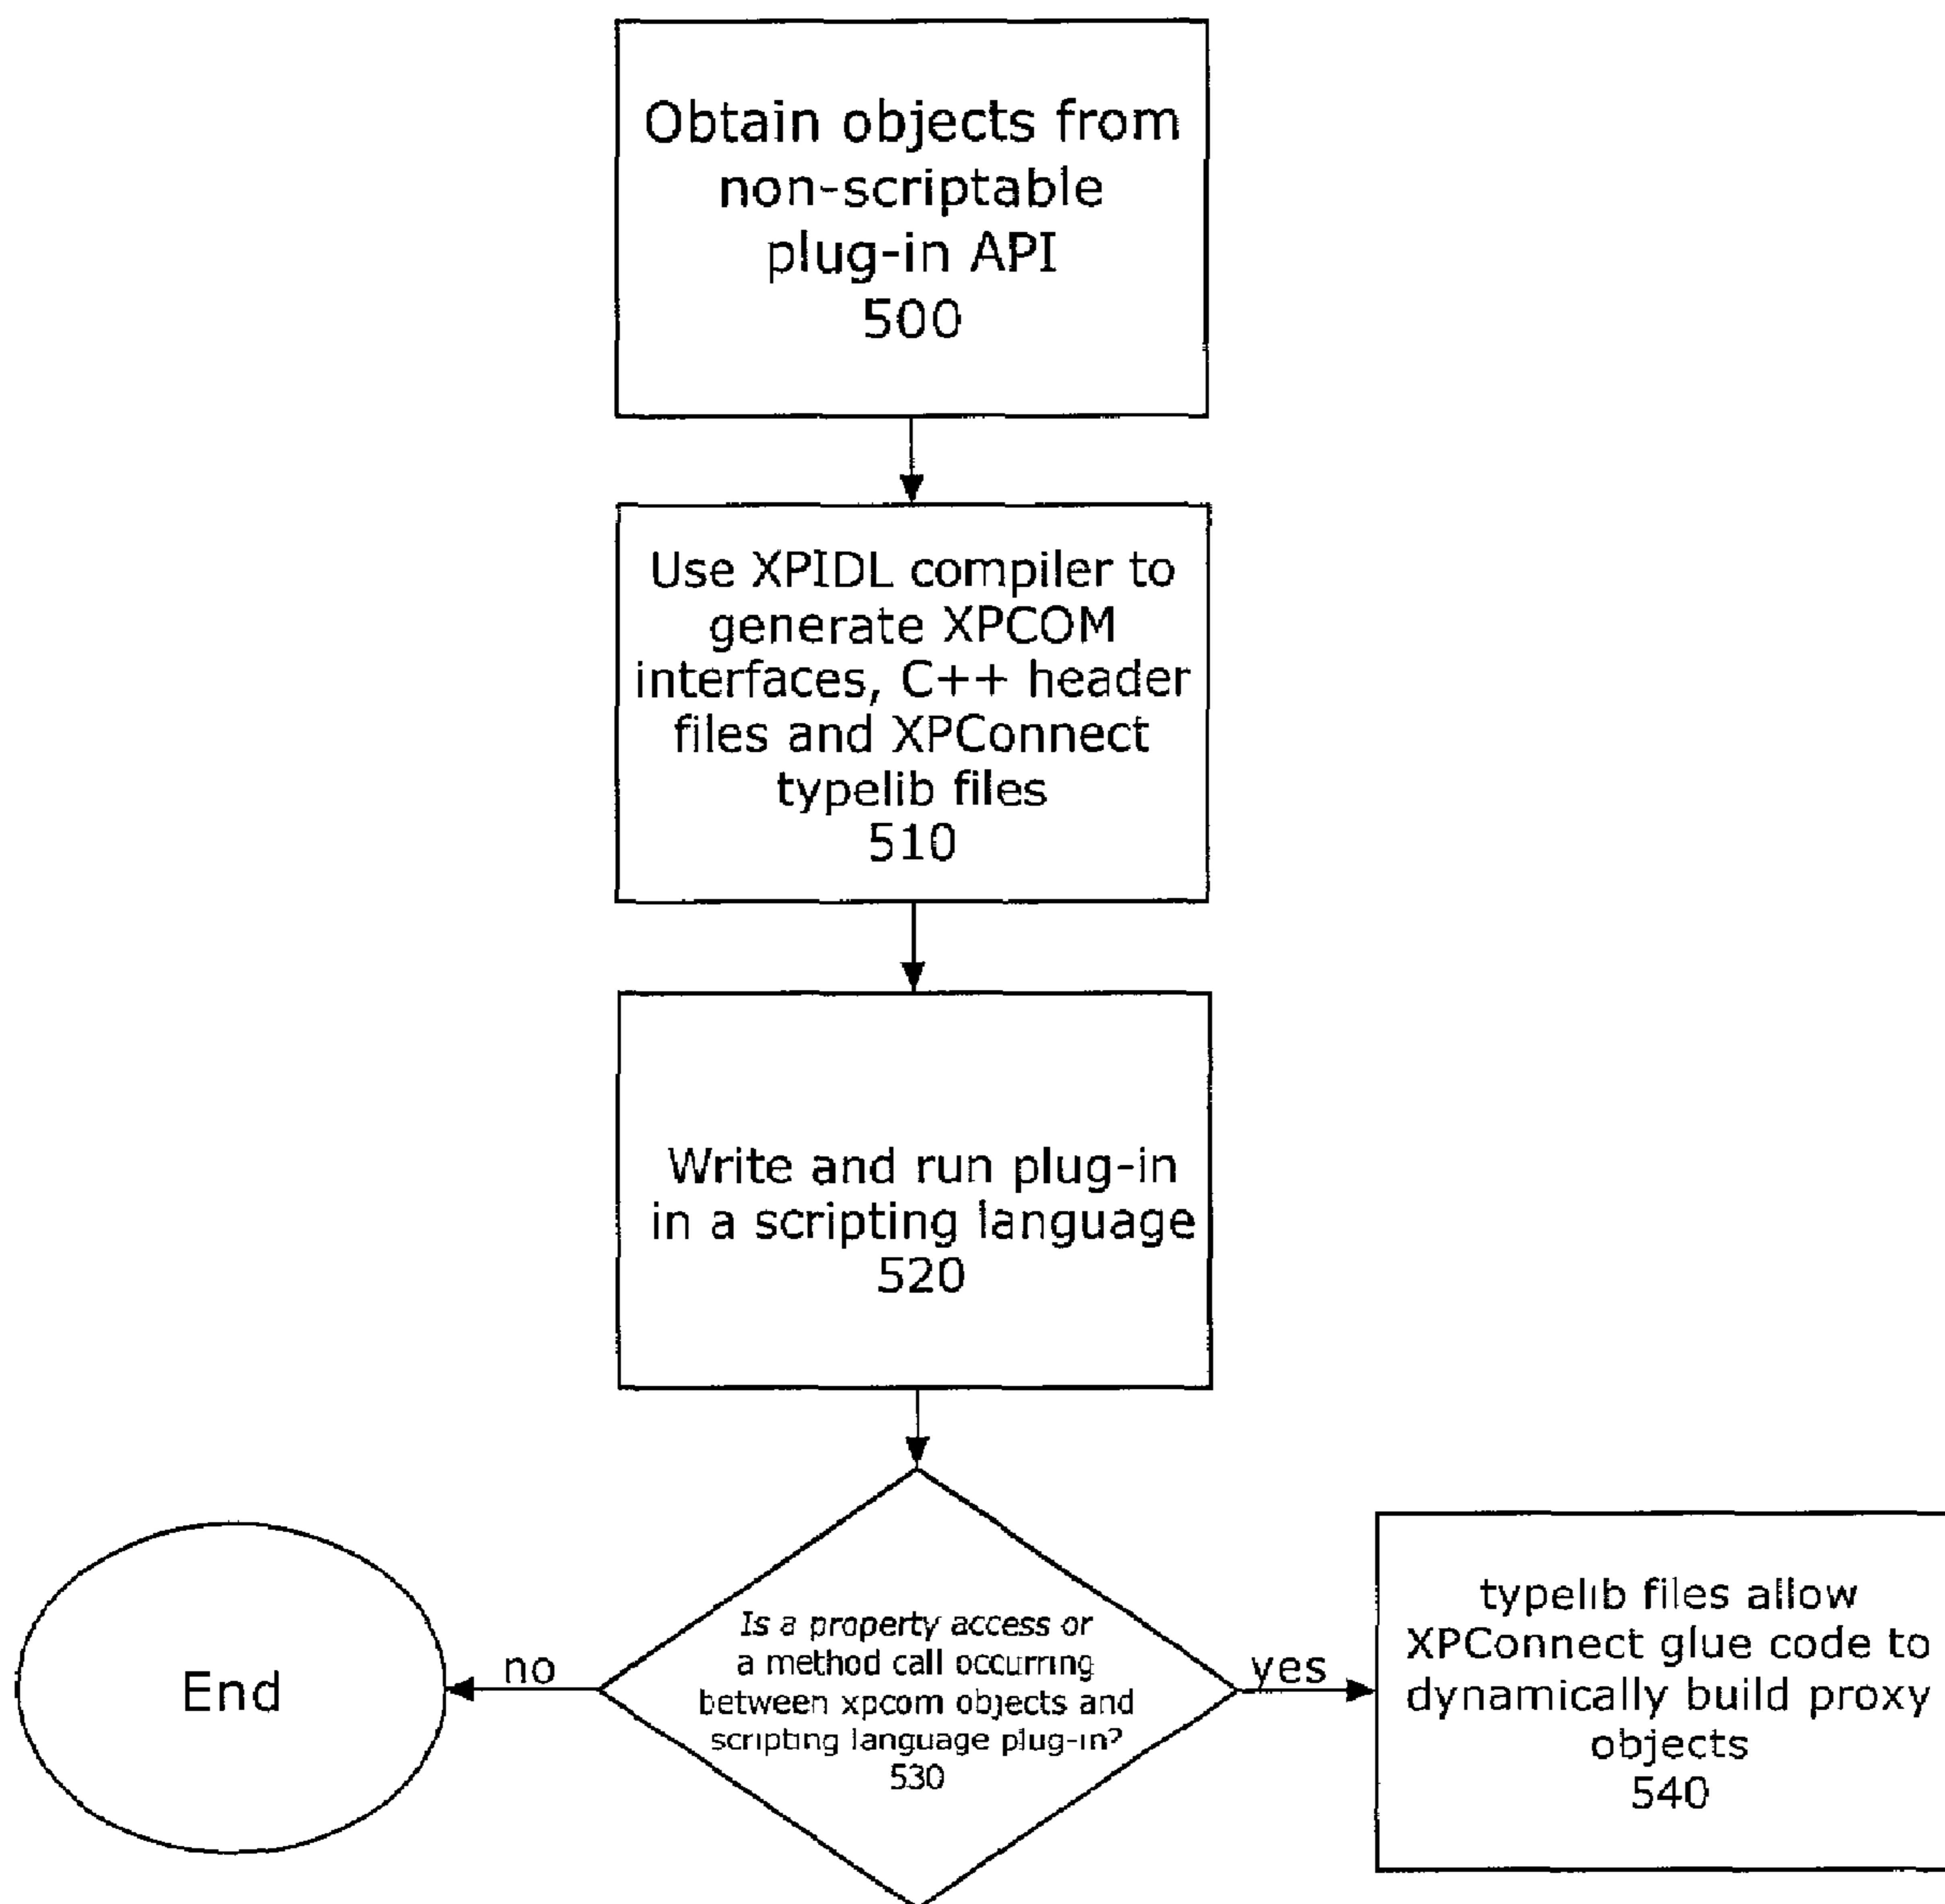 Obtain objects from
non-scriptable
plug-in API
500
Use XPIDL compiler to
generate XPCOM
interfaces, C++ header
files and XPConnect
typelib files
510
Write and run plug-in
in a scripting language
520
Is a property access or
a method call occurring
between xpcom objects and
scripting language plug-in?
530
no
End
yes
typelib files allow
XPConnect glue code to
dynamically build proxy
objects
540